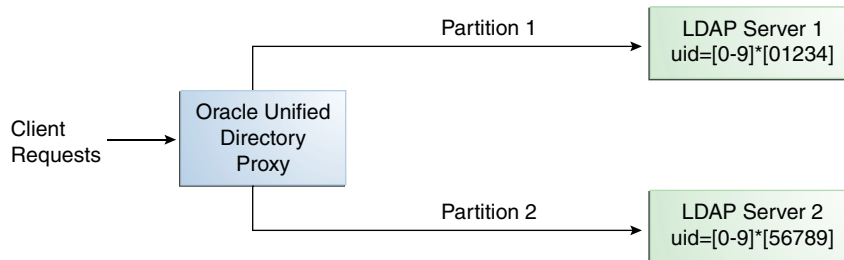 Partition 1
LDAP Server 1
uid=[0-9]*[01234]
Client
Requests
Oracle Unified
Directory
Proxy
Partition 2
LDAP Server 2
uid=[0-9]*[56789]